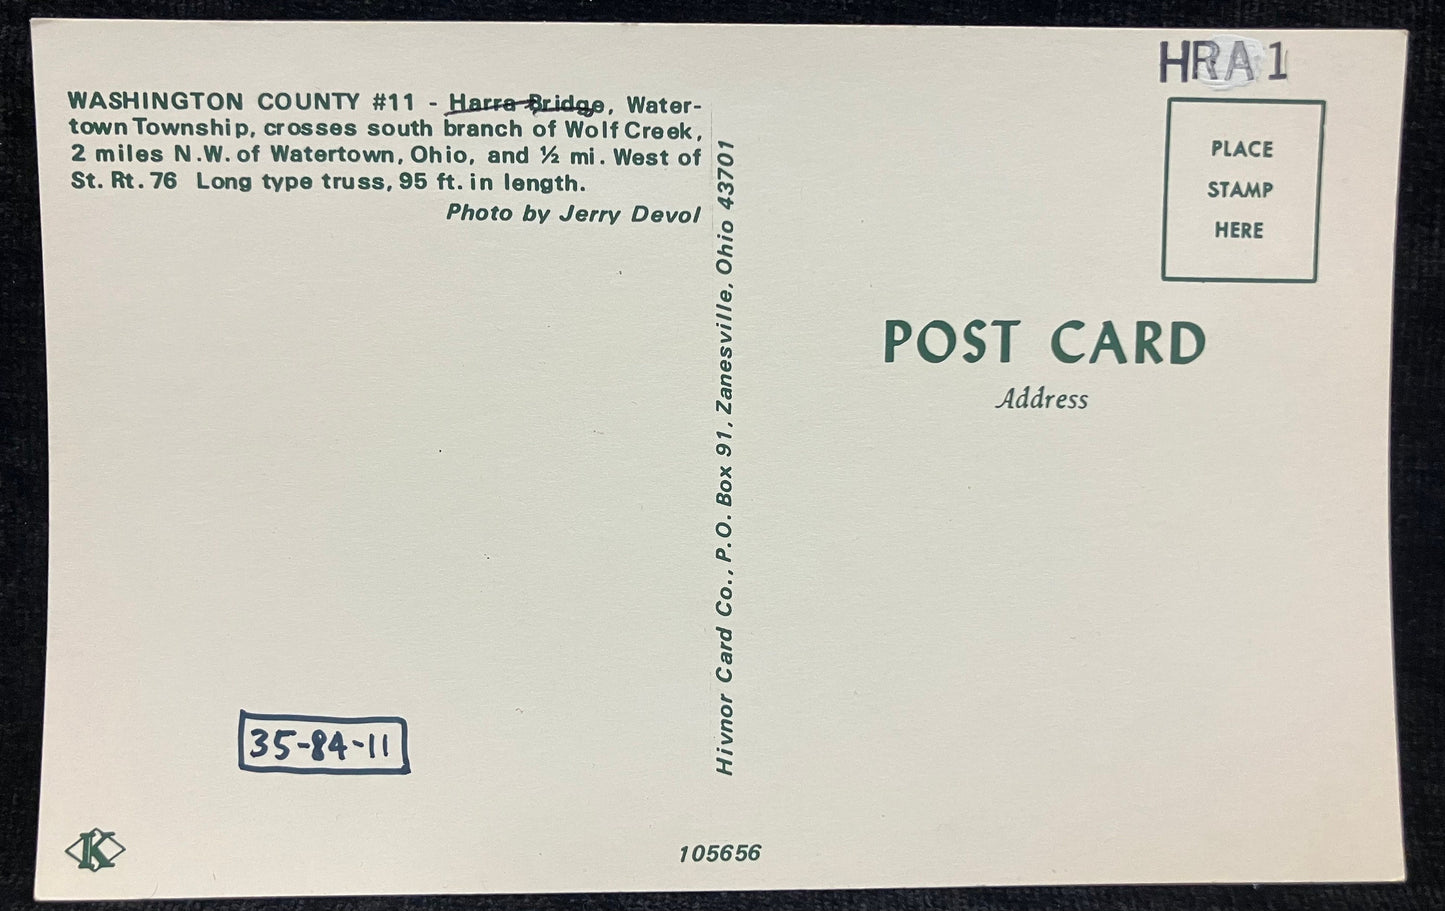 HRA 1
WASHINGTON COUNTY #11 - Harra Bridge, Water-
town Township, crosses south branch of Wolf Creek,
2 miles N.W. of Watertown, Ohio, and ½ mi. West of
St. Rt. 76 Long type truss, 95 ft. in length.
Photo by Jerry Devol
Hivnor Card Co., P.O. Box 91, Zanesville, Ohio 43701
PLACE
STAMP
HERE
POST CARD
Address
35-84-11
K
105656